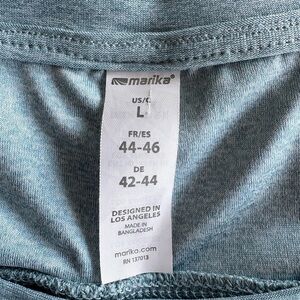 marika®
US/C
L
FR/ES
44-46
DE
42-44
DESIGNED IN
LOS ANGELES
MADE IN
BANGLADESH
marika.com
RN 137013